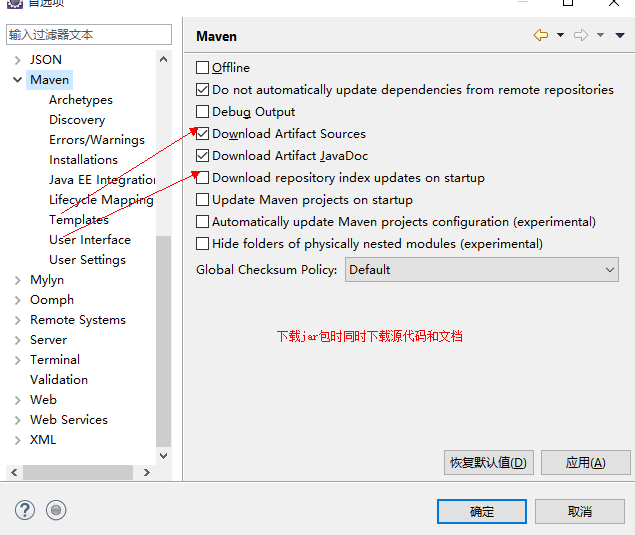 首选项
输入过滤器文本
JSON
Maven
Archetypes
Discovery
Errors/Warnings
Installations
Java EE Integration
Lifecycle Mapping
Templates
User Interface
User Settings
Mylyn
Oomph
Remote Systems
Server
Terminal
Validation
Web
Web Services
XML
Maven
Offline
Do not automatically update dependencies from remote repositories
Debug Output
Download Artifact Sources
Download Artifact JavaDoc
Download repository index updates on startup
Update Maven projects on startup
Automatically update Maven projects configuration (experimental)
Hide folders of physically nested modules (experimental)
Global Checksum Policy: Default
下载jar包时同时下载源代码和文档
恢复默认值(D) 应用(A)
确定 取消